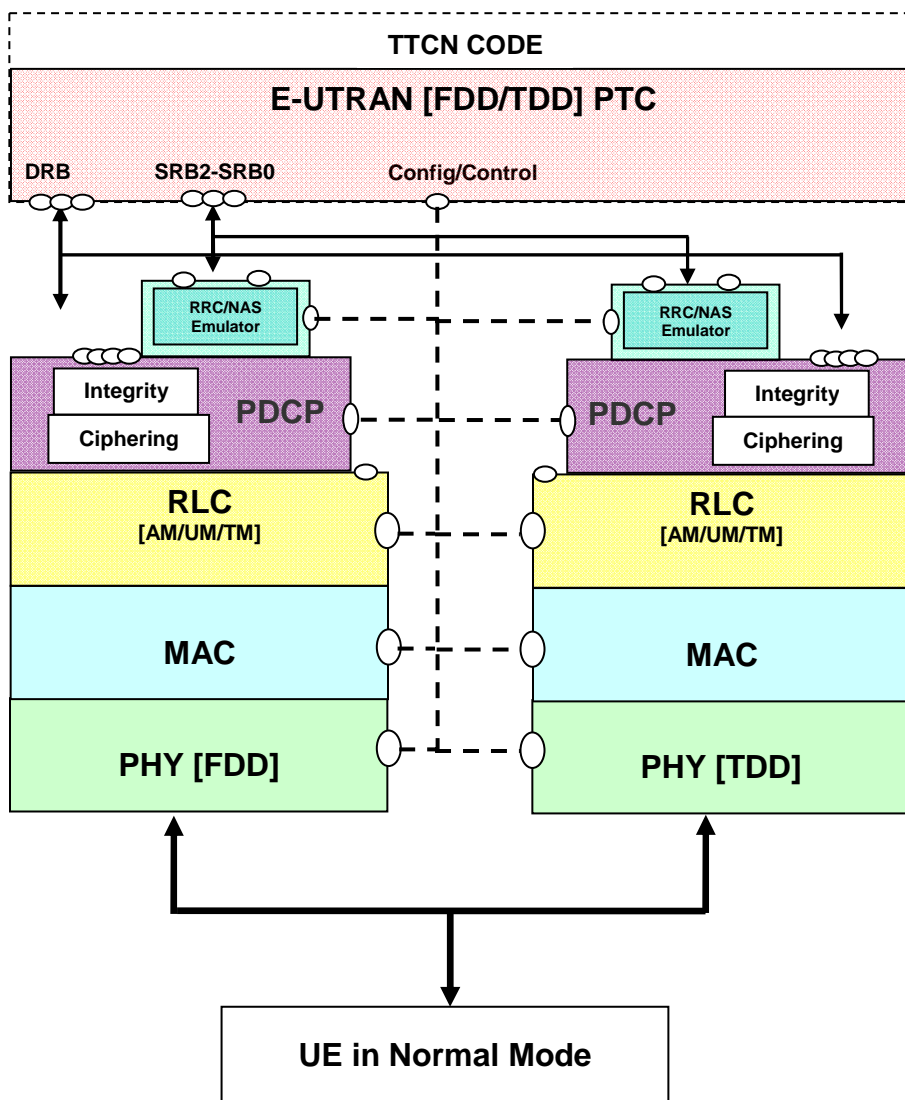 TTCN CODE
E-UTRAN [FDD/TDD] PTC
DRB
SRB2-SRB0
Config/Control
RRC/NAS
Emulator
RRC/NAS
Emulator
Integrity
Ciphering
PDCP
PDCP
Integrity
Ciphering
RLC
[AM/UM/TM]
RLC
[AM/UM/TM]
MAC
MAC
PHY [FDD]
PHY [TDD]
UE in Normal Mode